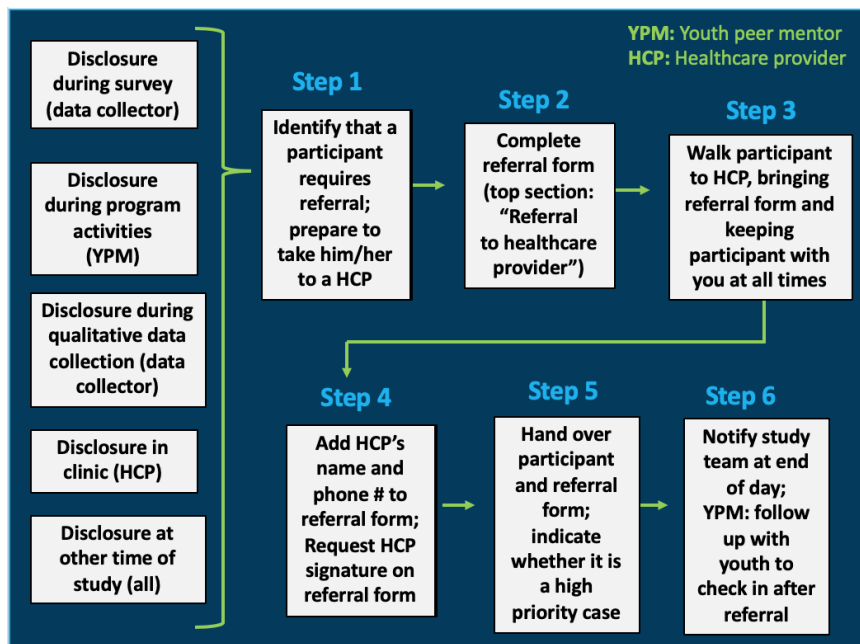 YPM: Youth peer mentor
HCP: Healthcare provider
Disclosure
during survey
(data collector)
Disclosure
during program
activities
(YPM)
Disclosure during
qualitative data
collection (data
collector)
Disclosure in
clinic (HCP)
Disclosure at
other time of
study (all)
Step 1
Identify that a
participant
requires
referral;
prepare to
take him/her
to a HCP
Step 2
Complete
referral form
(top section:
“Referral
to healthcare
provider”)
Step 3
Walk participant
to HCP, bringing
referral form and
keeping
participant with
you at all times
Step 4
Add HCP’s
name and
phone # to
referral form;
Request HCP
signature on
referral form
Step 5
Hand over
participant
and referral
form;
indicate
whether it is
a high
priority case
Step 6
Notify study
team at end
of day;
YPM: follow
up with
youth to
check in after
referral